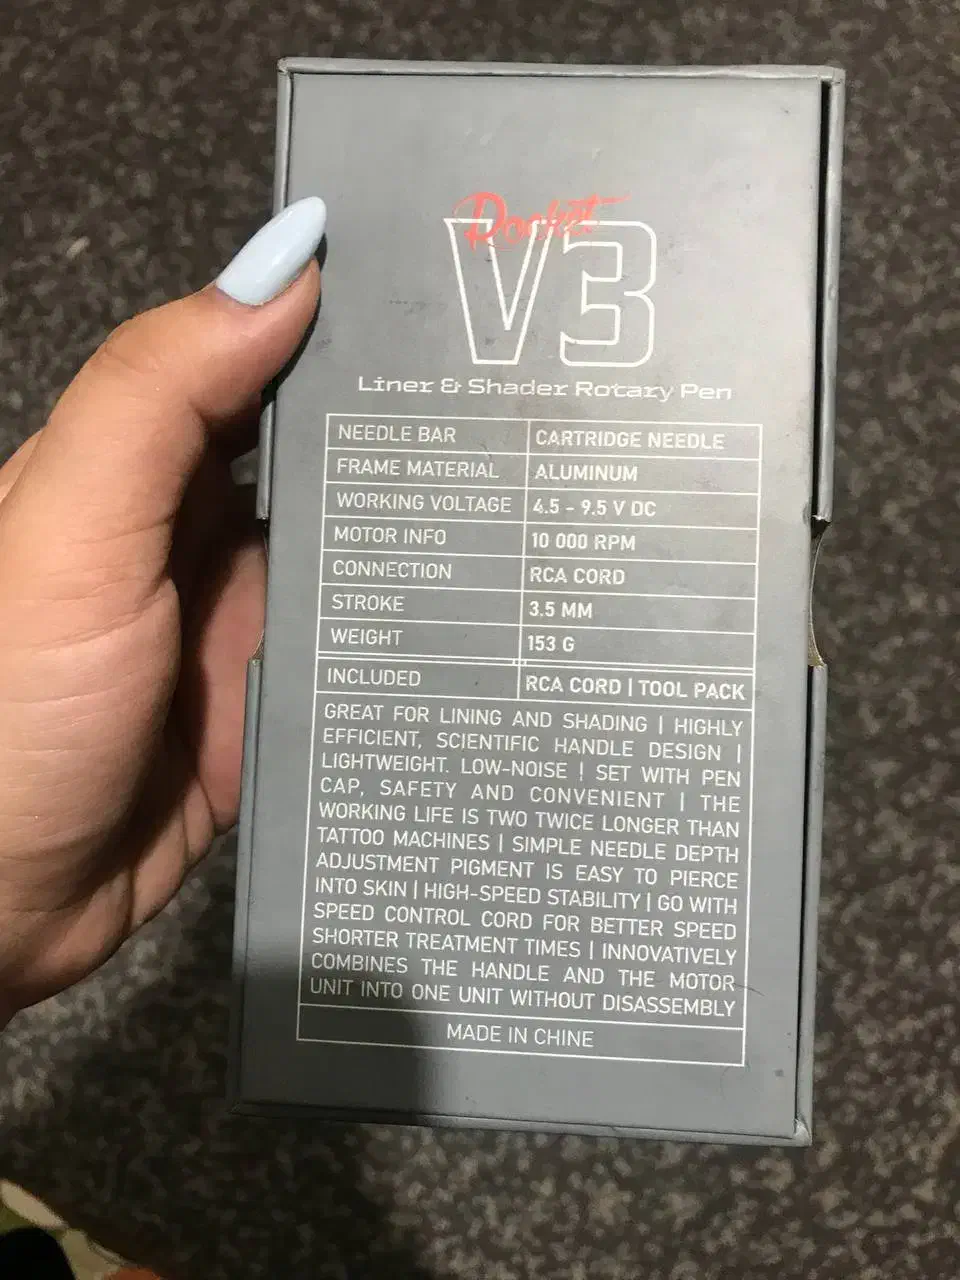 Rocket
V3
Liner & Shader Rotary Pen
NEEDLE BAR CARTRIDGE NEEDLE
FRAME MATERIAL ALUMINUM
WORKING VOLTAGE 4.5 - 9.5 V DC
MOTOR INFO 10 000 RPM
CONNECTION RCA CORD
STROKE 3.5 MM
WEIGHT 153 G
INCLUDED RCA CORD | TOOL PACK
GREAT FOR LINING AND SHADING | HIGHLY
EFFICIENT, SCIENTIFIC HANDLE DESIGN |
LIGHTWEIGHT. LOW-NOISE | SET WITH PEN
CAP, SAFETY AND CONVENIENT | THE
WORKING LIFE IS TWO TWICE LONGER THAN
TATTOO MACHINES | SIMPLE NEEDLE DEPTH
ADJUSTMENT PIGMENT IS EASY TO PIERCE
INTO SKIN | HIGH-SPEED STABILITY | GO WITH
SPEED CONTROL CORD FOR BETTER SPEED
SHORTER TREATMENT TIMES | INNOVATIVELY
COMBINES THE HANDLE AND THE MOTOR
UNIT INTO ONE UNIT WITHOUT DISASSEMBLY
MADE IN CHINE